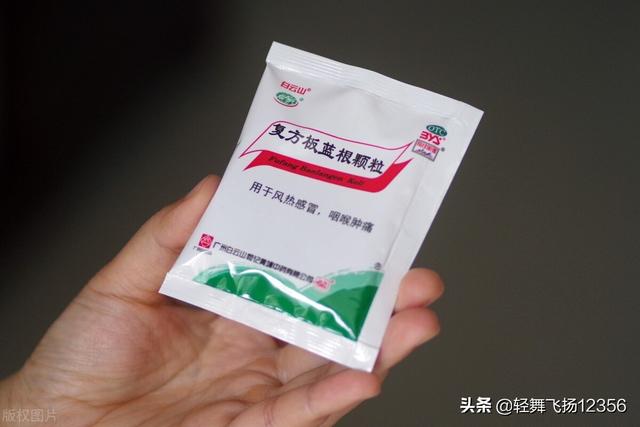 白云山®
OTC
BYS
复方板蓝根颗粒
Fufang Banlangen Keli
用于风热感冒，咽喉肿痛
广州白云山和记黄埔中药有限公司
版权图片
头条 @轻舞飞扬12356